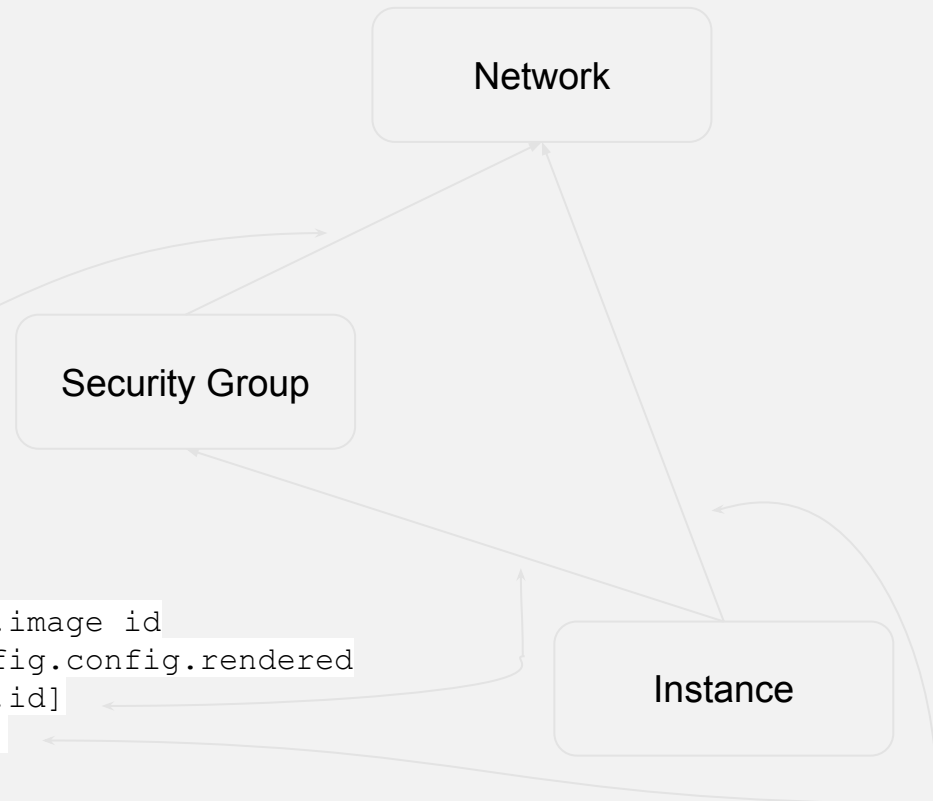 Network
Security Group
.image id
fig.config.rendered
.id]
Instance